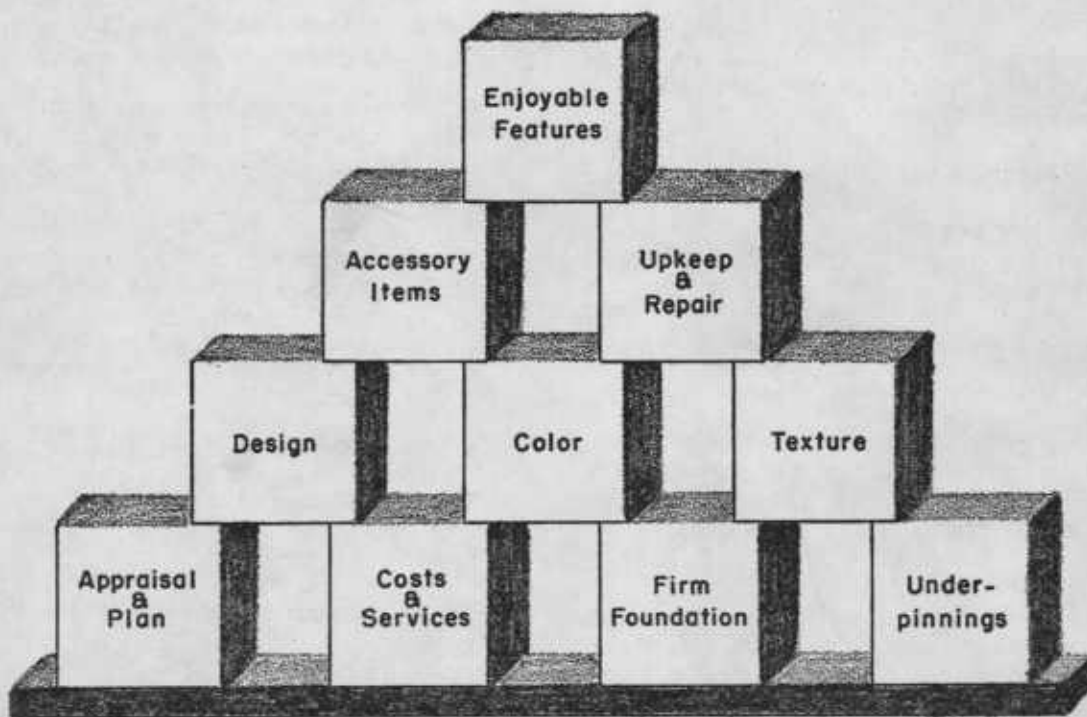 Enjoyable
Features
Accessory
Items
Upkeep
&
Repair
Design
Color
Texture
Appraisal
&
Plan
Costs
&
Services
Firm
Foundation
Under-
pinnings